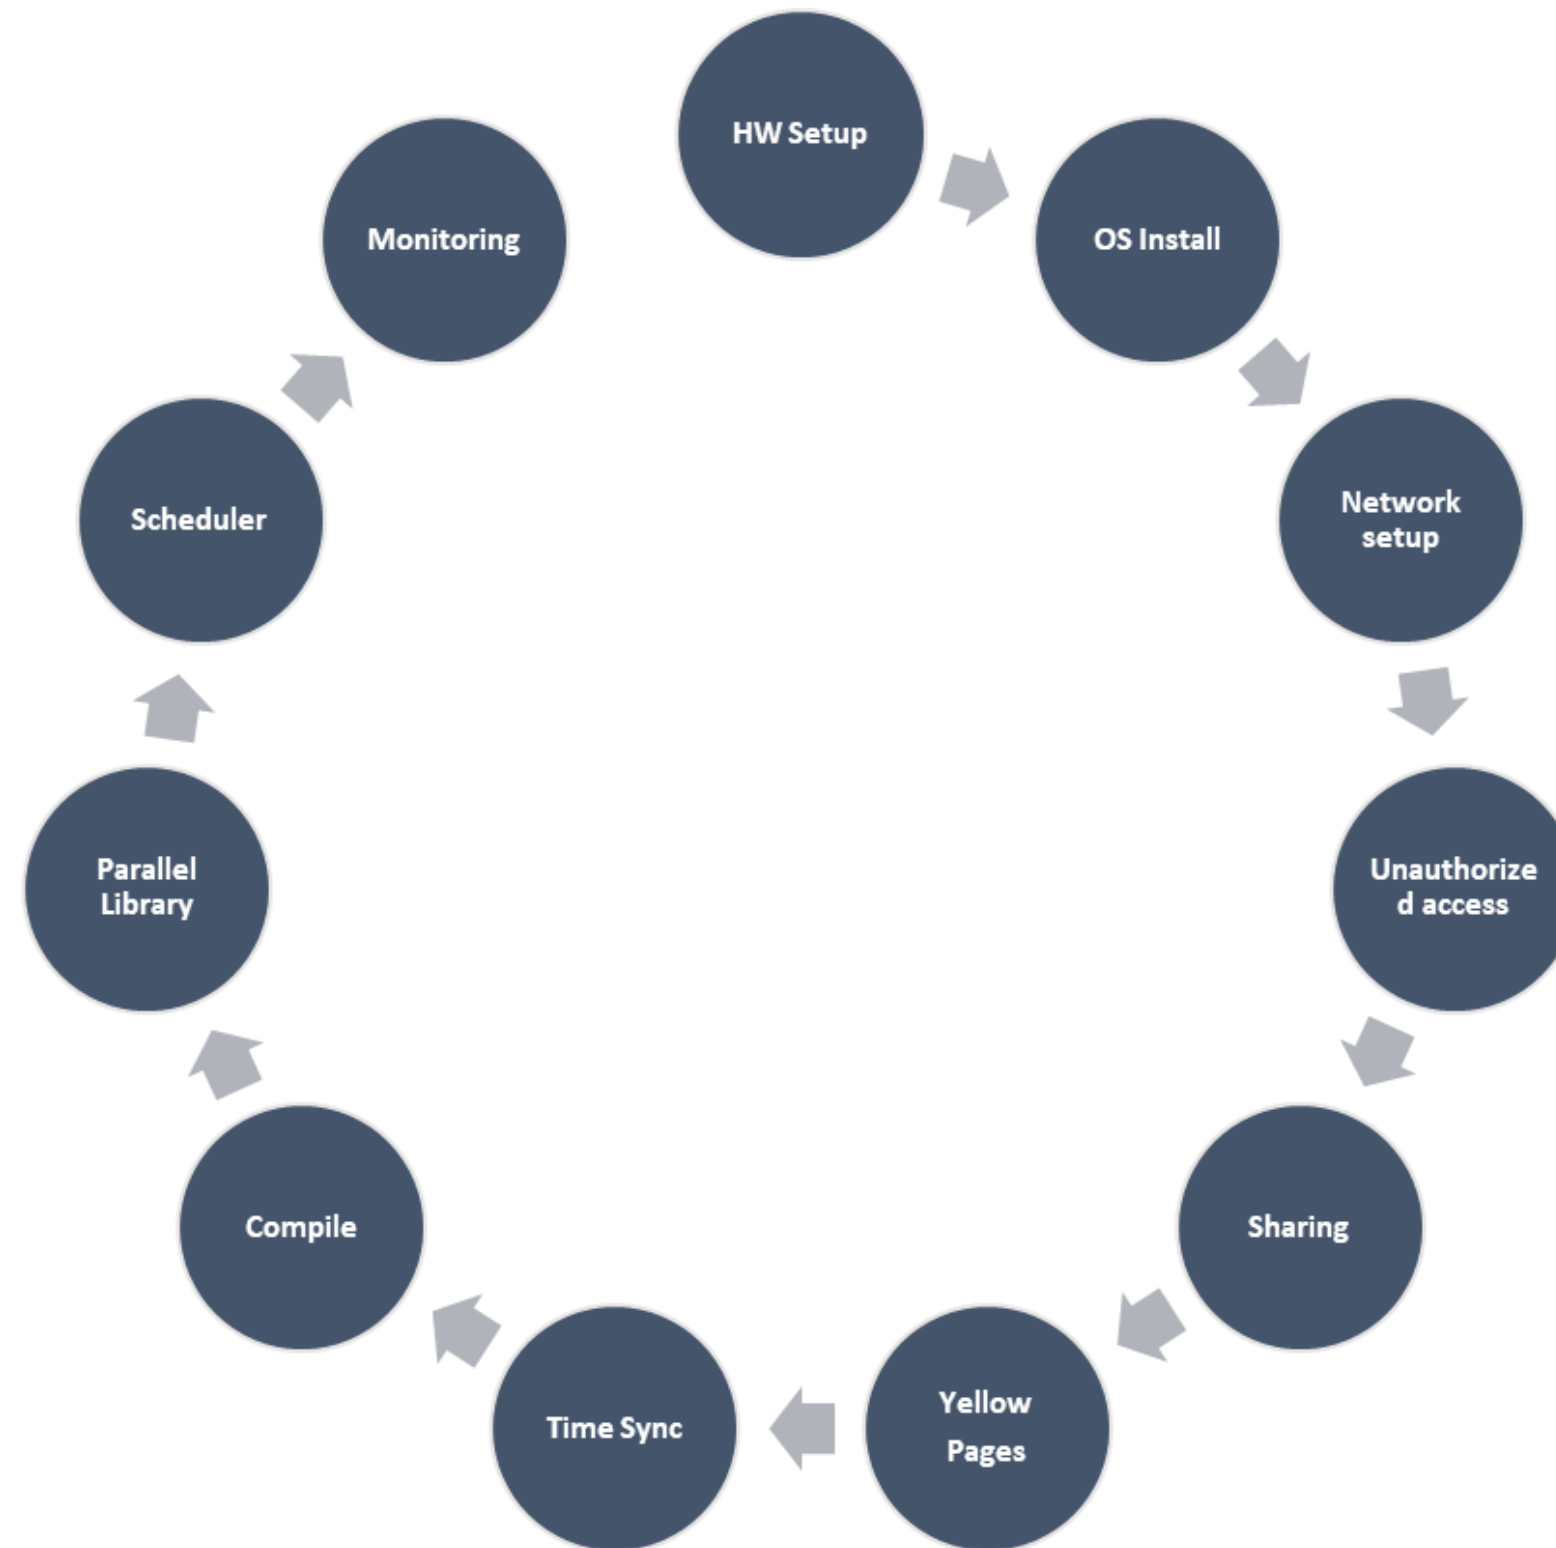 HW Setup
OS Install
Network
setup
Unauthorize
d access
Sharing
Yellow
Pages
Time Sync
Compile
Parallel
Library
Scheduler
Monitoring